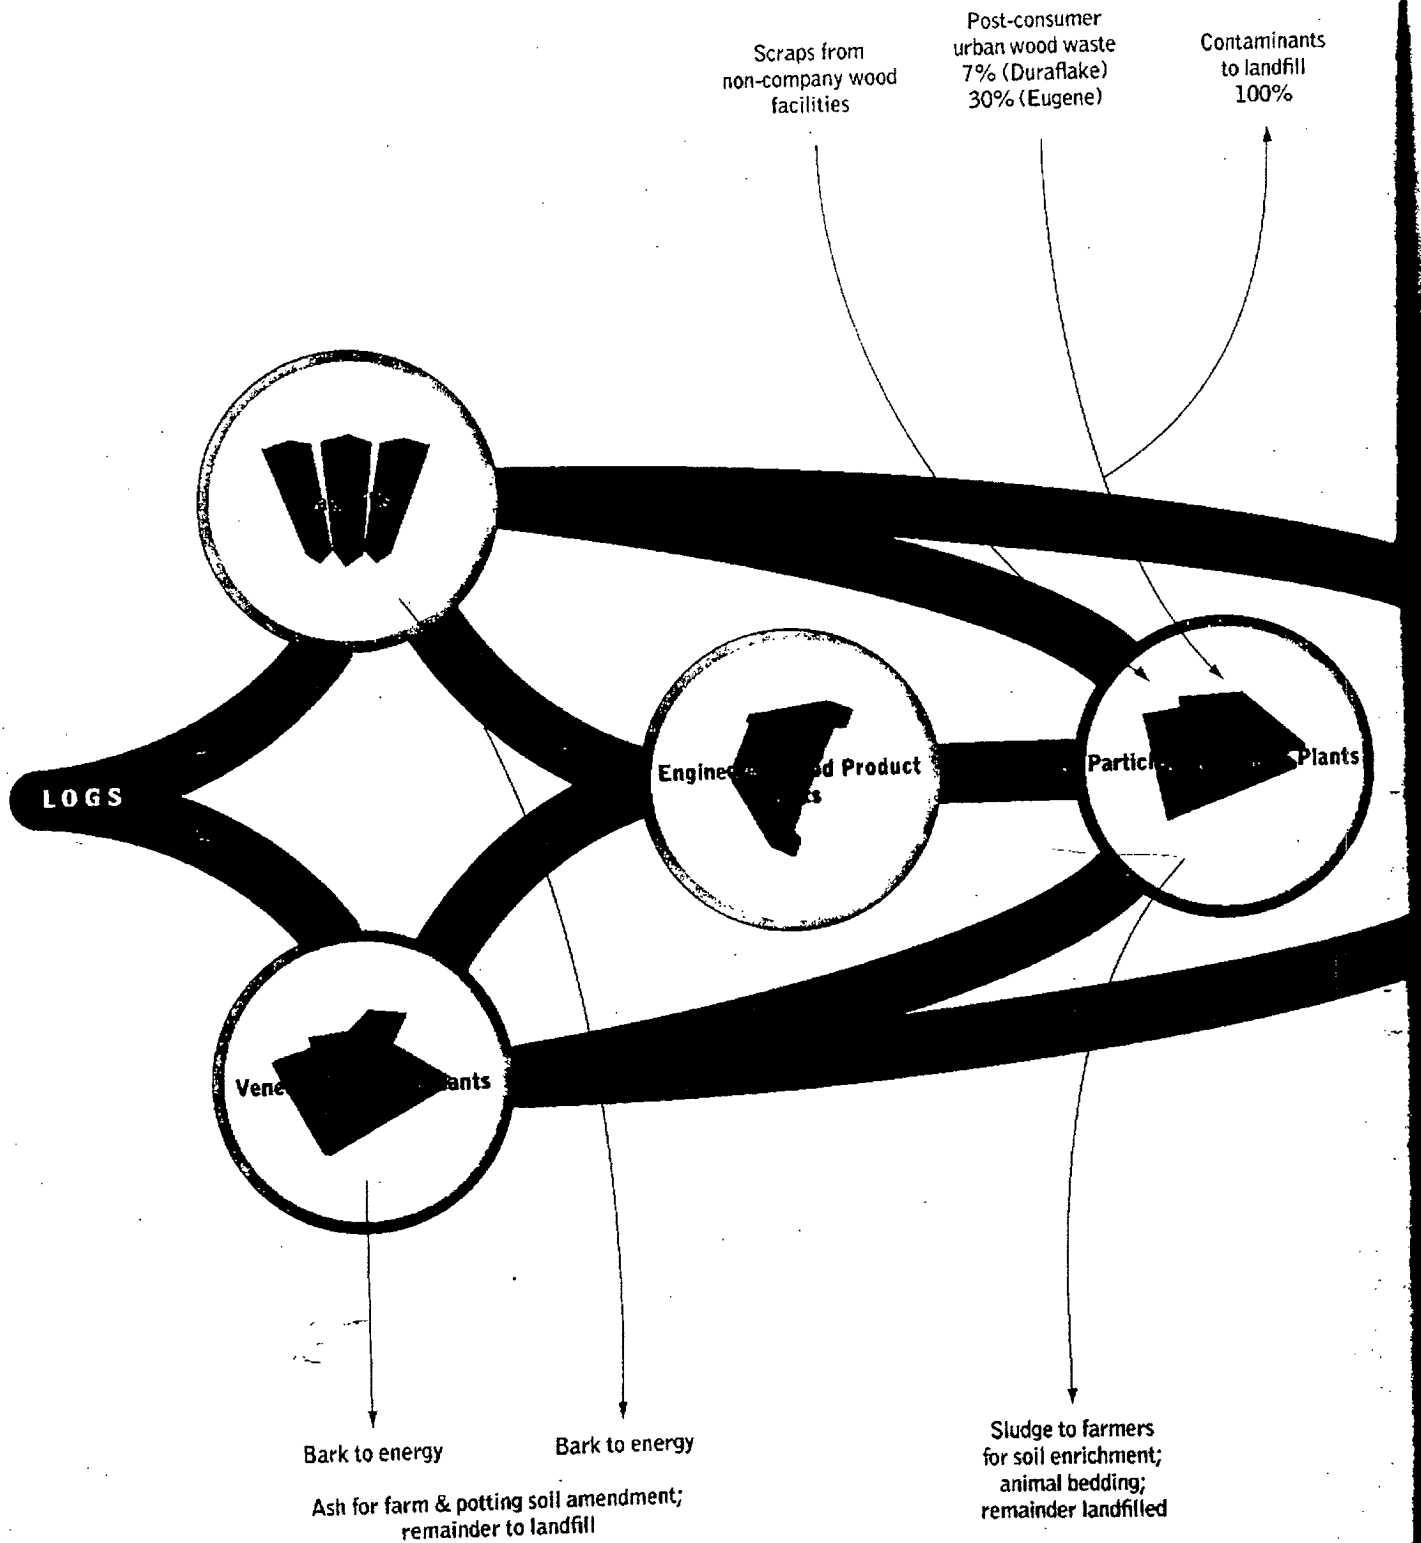 Scraps from
non-company wood
facilities
Post-consumer
urban wood waste
7% (Duraflake)
30% (Eugene)
Contaminants
to landfill
100%
LOGS
Product
Plants
Bark to energy
Bark to energy
Ash for farm & potting soil amendment;
remainder to landfill
Sludge to farmers
for soil enrichment;
animal bedding;
remainder landfilled